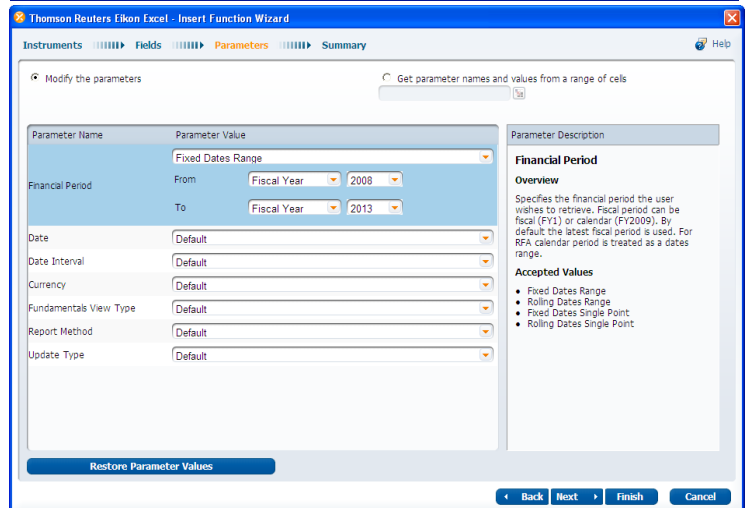 Thomson Reuters Eikon Excel - Insert Function Wizard
Instruments Fields Parameters Summary Help
Modify the parameters Get parameter names and values from a range of cells
Parameter Name Parameter Value
Financial Period
Fixed Dates Range
From Fiscal Year 2008
To Fiscal Year 2013
Date Default
Date Interval Default
Currency Default
Fundamentals View Type Default
Report Method Default
Update Type Default
Parameter Description
Financial Period
Overview
Specifies the financial period the user
wishes to retrieve. Fiscal period can be
fiscal (FY1) or calendar (FY2009). By
default the latest fiscal period is used. For
RFA calendar period is treated as a dates
range.
Accepted Values
• Fixed Dates Range
• Rolling Dates Range
• Fixed Dates Single Point
• Rolling Dates Single Point
Restore Parameter Values
Back Next Finish Cancel